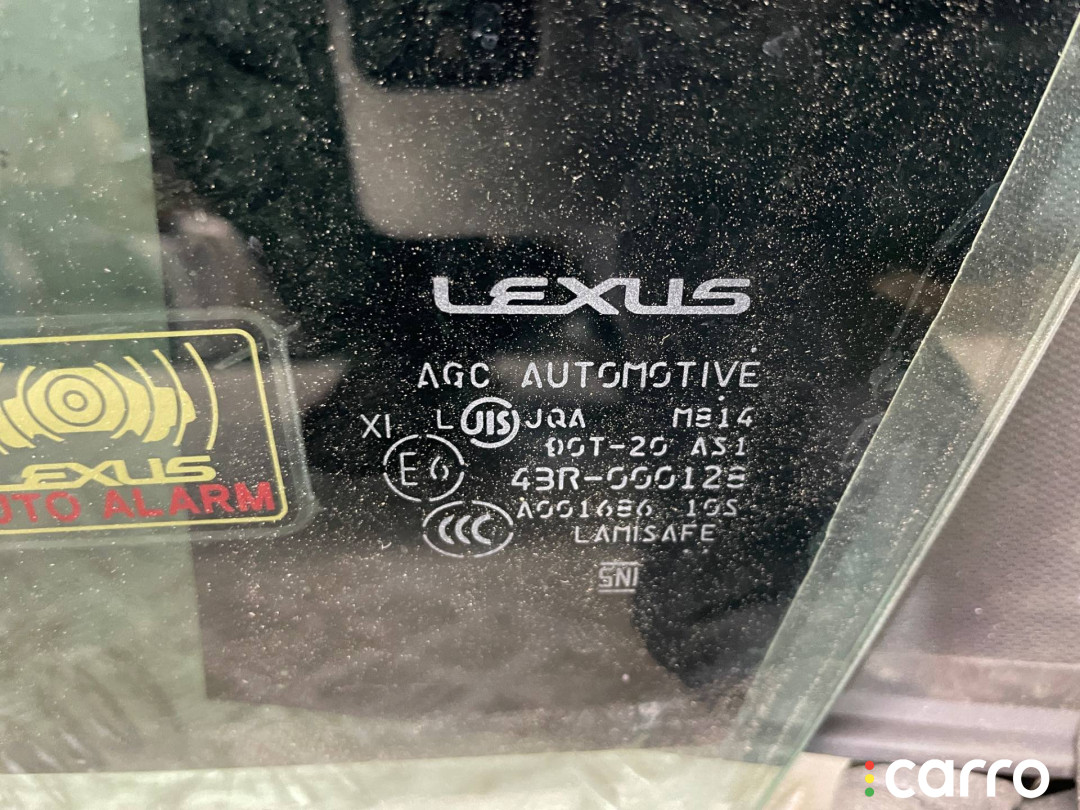 LEXUS
AGC AUTOMOTIVE
XI L JIS JQA M814
DOT-20 AS1
E6 43R-000128
CCC A001686 10S
LAMISAFE
SNI
LEXUS
AUTO ALARM
carro